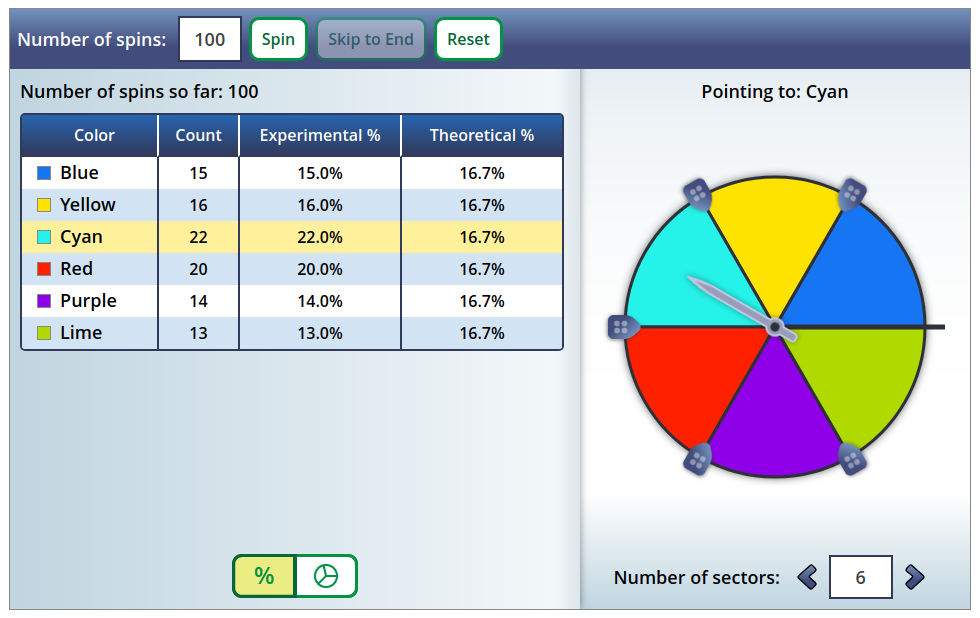 Number of spins: 100 Spin Skip to End Reset
Number of spins so far: 100
Pointing to: Cyan
Color Count Experimental % Theoretical %
Blue 15 15.0% 16.7%
Yellow 16 16.0% 16.7%
Cyan 22 22.0% 16.7%
Red 20 20.0% 16.7%
Purple 14 14.0% 16.7%
Lime 13 13.0% 16.7%
%
Number of sectors: 6